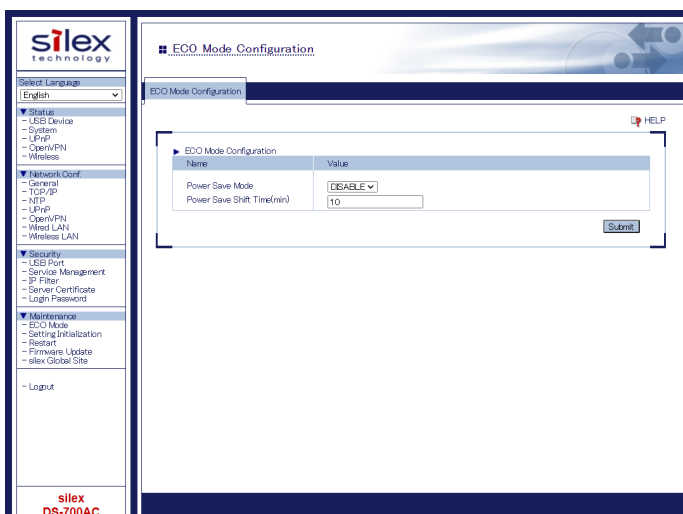 silex
technology
Select Language
English
▼ Status
- USB Device
- System
- UPnP
- OpenVPN
- Wireless
▼ Network Conf.
- General
- TCP/IP
- NTP
- UPnP
- OpenVPN
- Wired LAN
- Wireless LAN
▼ Security
- USB Port
- Service Management
- IP Filter
- Server Certificate
- Login Password
▼ Maintenance
- ECO Mode
- Setting Initialization
- Restart
- Firmware Update
- silex Global Site
- Logout
silex
DS-700AC
ECO Mode Configuration
ECO Mode Configuration
HELP
ECO Mode Configuration
Name Value
Power Save Mode DISABLE
Power Save Shift Time(min) 10
Submit